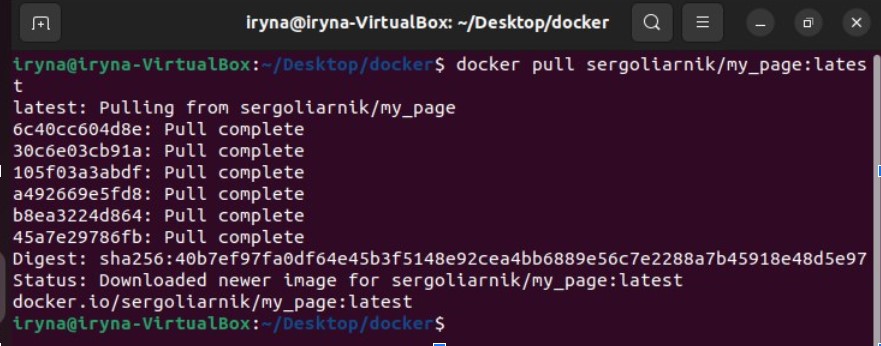 iryna@iryna-VirtualBox: ~/Desktop/docker
iryna@iryna-VirtualBox:~/Desktop/docker$ docker pull sergoliarnik/my_page:lates
t
latest: Pulling from sergoliarnik/my_page
6c40cc604d8e: Pull complete
30c6e03cb91a: Pull complete
105f03a3abdf: Pull complete
a492669e5fd8: Pull complete
b8ea3224d864: Pull complete
45a7e29786fb: Pull complete
Digest: sha256:40b7ef97fa0df64e45b3f5148e92cea4bb6889e56c7e2288a7b45918e48d5e97
Status: Downloaded newer image for sergoliarnik/my_page:latest
docker.io/sergoliarnik/my_page:latest
iryna@iryna-VirtualBox:~/Desktop/docker$